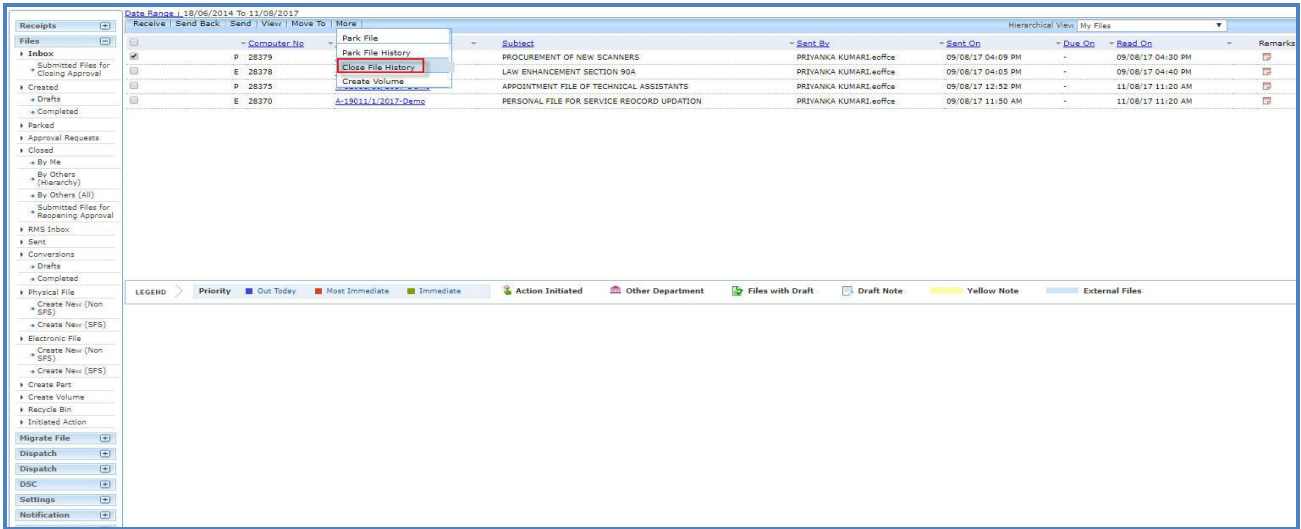 Date Range : 18/06/2014 To 11/08/2017
Receive | Send Back | Send | View | Move To | More |
Hierarchical View My Files
Park File
Park File History
Close File History
Create Volume
Computer No Subject Sent By Sent On Due On Read On Remarks
P 28379 PROCUREMENT OF NEW SCANNERS PRIYANKA KUMARI.eoffce 09/08/17 04:09 PM - 09/08/17 04:30 PM
E 28378 LAW ENHANCEMENT SECTION 90A PRIYANKA KUMARI.eoffce 09/08/17 04:05 PM - 09/08/17 04:40 PM
P 28375 APPOINTMENT FILE OF TECHNICAL ASSISTANTS PRIYANKA KUMARI.eoffce 09/08/17 12:52 PM - 11/08/17 11:20 AM
E 28370 A-19011/1/2017-Demo PERSONAL FILE FOR SERVICE REOCORD UPDATION PRIYANKA KUMARI.eoffce 09/08/17 11:50 AM - 11/08/17 11:20 AM
LEGEND Priority Out Today Most Immediate Immediate Action Initiated Other Department Files with Draft Draft Note Yellow Note External Files
Receipts
Files
Inbox
Submitted Files for
Closing Approval
Created
Drafts
Completed
Parked
Approval Requests
Closed
By Me
By Others
(Hierarchy)
By Others (All)
Submitted Files for
Reopening Approval
RMS Inbox
Sent
Conversions
Drafts
Completed
Physical File
Create New (Non
SFS)
Create New (SFS)
Electronic File
Create New (Non
SFS)
Create New (SFS)
Create Part
Create Volume
Recycle Bin
Initiated Action
Migrate File
Dispatch
Dispatch
DSC
Settings
Notification